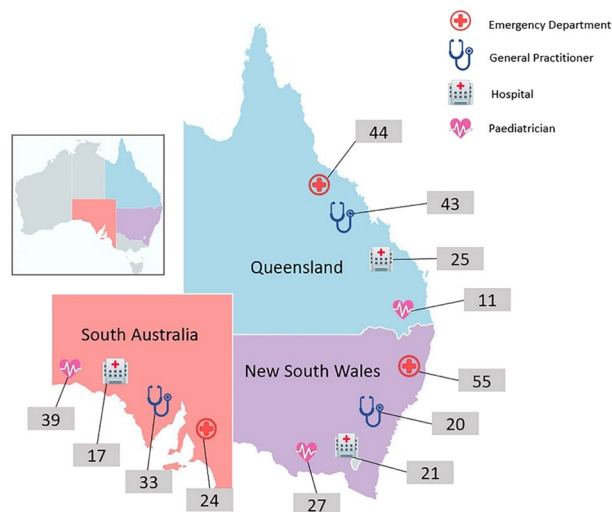 Emergency Department
General Practitioner
Hospital
Paediatrician
44
43
Queensland
25
11
South Australia
New South Wales
55
39
17
33
24
20
21
27